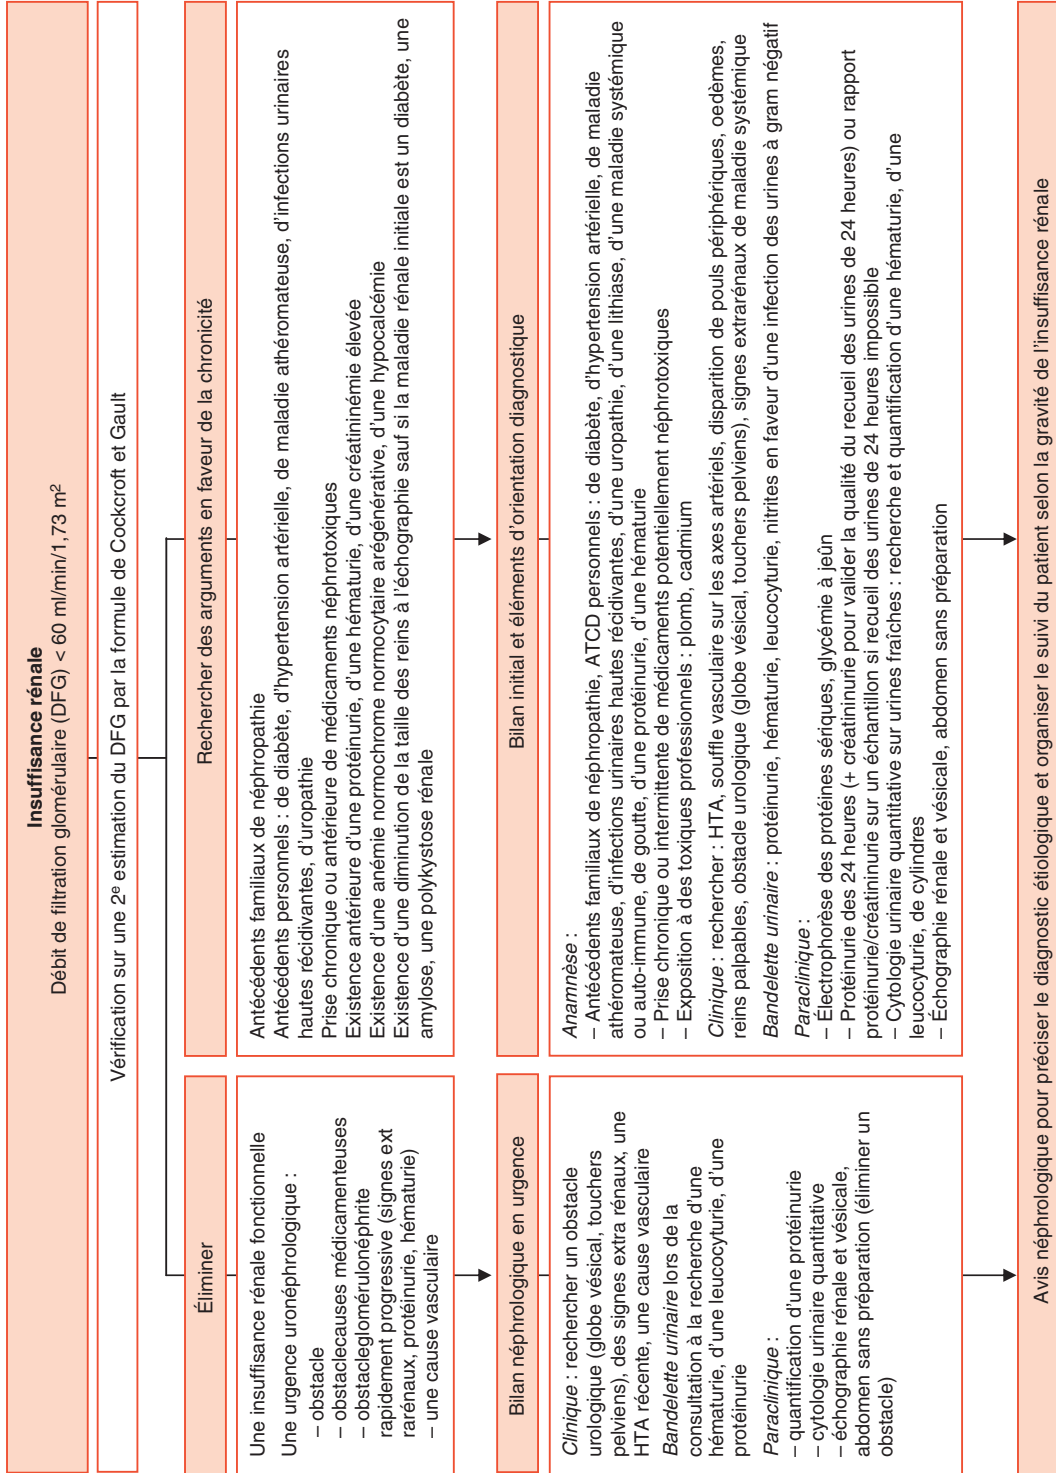 Insuffisance rénale
Débit de filtration glomérulaire (DFG) < 60 ml/min/1,73 m²
Vérification sur une 2e estimation du DFG par la formule de Cockcroft et Gault
Éliminer
Une insuffisance rénale fonctionnelle
Une urgence uronéphrologique :
– obstacle
– obstaclecauses médicamenteuses
– obstacleglomérulonéphrite
rapidement progressive (signes ext
rarénaux, protéinurie, hématurie)
– une cause vasculaire
Bilan néphrologique en urgence
Clinique : rechercher un obstacle
urologique (globe vésical, touchers
pelviens), des signes extra rénaux, une
HTA récente, une cause vasculaire
Bandelette urinaire lors de la
consultation à la recherche d'une
hématurie, d'une leucocyturie, d'une
protéinurie
Paraclinique :
– quantification d'une protéinurie
– cytologie urinaire quantitative
– échographie rénale et vésicale,
abdomen sans préparation (éliminer un
obstacle)
Rechercher des arguments en faveur de la chronicité
Antécédents familiaux de néphropathie
Antécédents personnels : de diabète, d'hypertension artérielle, de maladie athéromateuse, d'infections urinaires
hautes récidivantes, d'uropathie
Prise chronique ou antérieure de médicaments néphrotoxiques
Existence antérieure d'une protéinurie, d'une hématurie, d'une créatininémie élevée
Existence d'une anémie normochrome normocytaire arégénérative, d'une hypocalcémie
Existence d'une diminution de la taille des reins à l'échographie sauf si la maladie rénale initiale est un diabète, une
amylose, une polykystose rénale
Bilan initial et éléments d'orientation diagnostique
Anamnèse :
– Antécédents familiaux de néphropathie, ATCD personnels : de diabète, d'hypertension artérielle, de maladie
athéromateuse, d'infections urinaires hautes récidivantes, d'une uropathie, d'une lithiase, d'une maladie systémique
ou auto-immune, de goutte, d'une protéinurie, d'une hématurie
– Prise chronique ou intermittente de médicaments potentiellement néphrotoxiques
– Exposition à des toxiques professionnels : plomb, cadmium
Clinique : rechercher : HTA, souffle vasculaire sur les axes artériels, disparition de pouls périphériques, oedèmes,
reins palpables, obstacle urologique (globe vésical, touchers pelviens), signes extrarénaux de maladie systémique
Bandelette urinaire : protéinurie, hématurie, leucocyturie, nitrites en faveur d'une infection des urines à gram négatif
Paraclinique :
– Électrophorèse des protéines sériques, glycémie à jeûn
– Protéinurie des 24 heures (+ créatininurie pour valider la qualité du recueil des urines de 24 heures) ou rapport
protéinurie/créatininurie sur un échantillon si recueil des urines de 24 heures impossible
– Cytologie urinaire quantitative sur urines fraîches : recherche et quantification d'une hématurie, d'une
leucocyturie, de cylindres
– Échographie rénale et vésicale, abdomen sans préparation
Avis néphrologique pour préciser le diagnostic étiologique et organiser le suivi du patient selon la gravité de l'insuffisance rénale